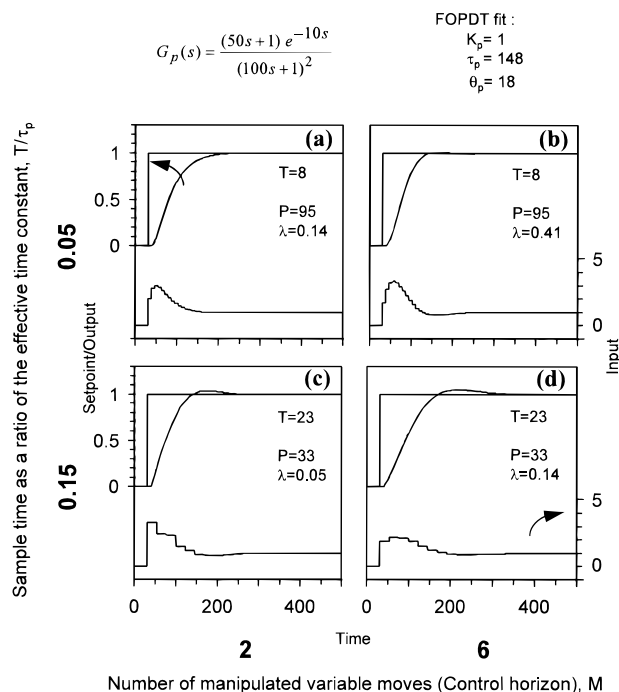 FOPDT fit :
K_p= 1
τ_p = 148
θ_p= 18
G_p(s) = (50s+1) e^{-10s} / (100s+1)^2
Sample time as a ratio of the effective time constant, T/τ_p
0.05
0.15
Setpoint/Output
(a)
1
0.5
0
T=8
P=95
λ=0.14
(b)
T=8
P=95
λ=0.41
5
0
Input
(c)
1
0.5
0
T=23
P=33
λ=0.05
(d)
T=23
P=33
λ=0.14
5
0
0 200 400
0 200 400
Time
2
6
Number of manipulated variable moves (Control horizon), M